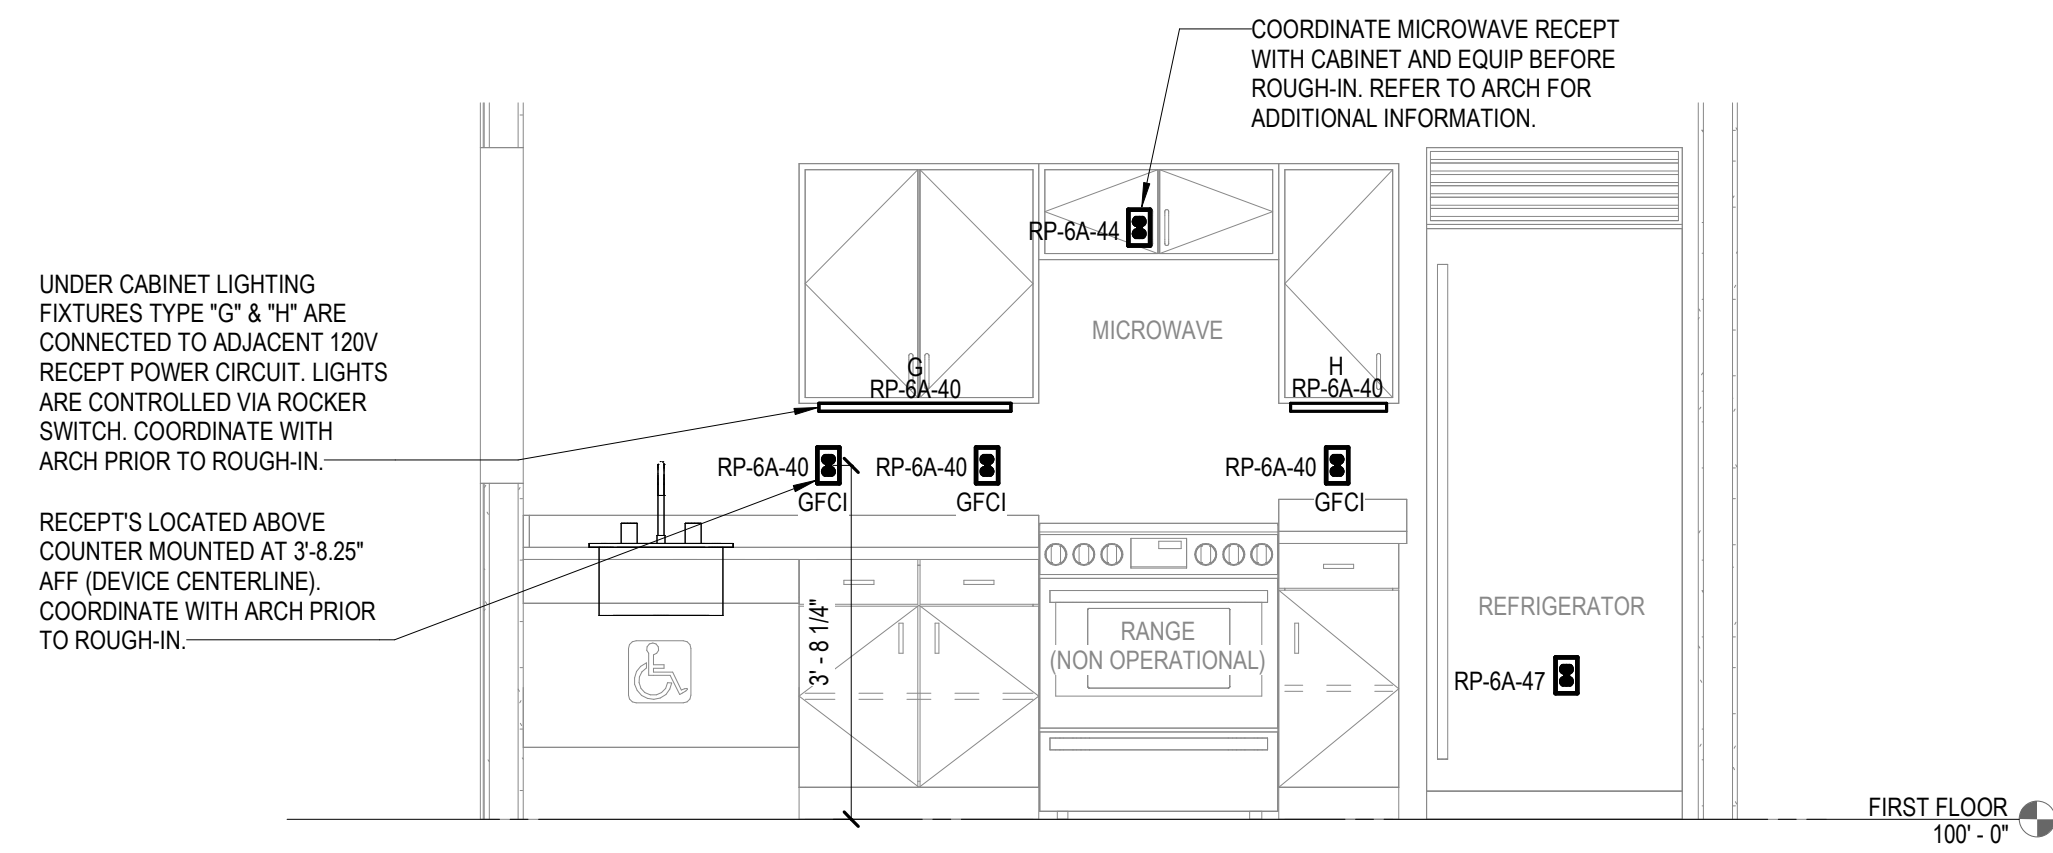 COORDINATE MICROWAVE RECEPT
WITH CABINET AND EQUIP BEFORE
ROUGH-IN. REFER TO ARCH FOR
ADDITIONAL INFORMATION.
RP-6A-44
UNDER CABINET LIGHTING
FIXTURES TYPE "G" & "H" ARE
CONNECTED TO ADJACENT 120V
RECEPT POWER CIRCUIT. LIGHTS
ARE CONTROLLED VIA ROCKER
SWITCH. COORDINATE WITH
ARCH PRIOR TO ROUGH-IN.
MICROWAVE
G
RP-6A-40
H
RP-6A-40
RP-6A-40
GFCI
RP-6A-40
GFCI
RP-6A-40
GFCI
RECEPT'S LOCATED ABOVE
COUNTER MOUNTED AT 3'-8.25"
AFF (DEVICE CENTERLINE).
COORDINATE WITH ARCH PRIOR
TO ROUGH-IN.
3' - 8 1/4"
RANGE
(NON OPERATIONAL)
REFRIGERATOR
RP-6A-47
FIRST FLOOR
100' - 0"